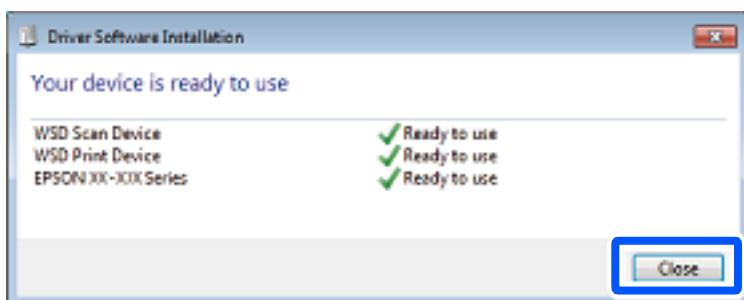 Driver Software Installation
Your device is ready to use
WSD Scan Device Ready to use
WSD Print Device Ready to use
EPSON XX-XXX Series Ready to use
Close